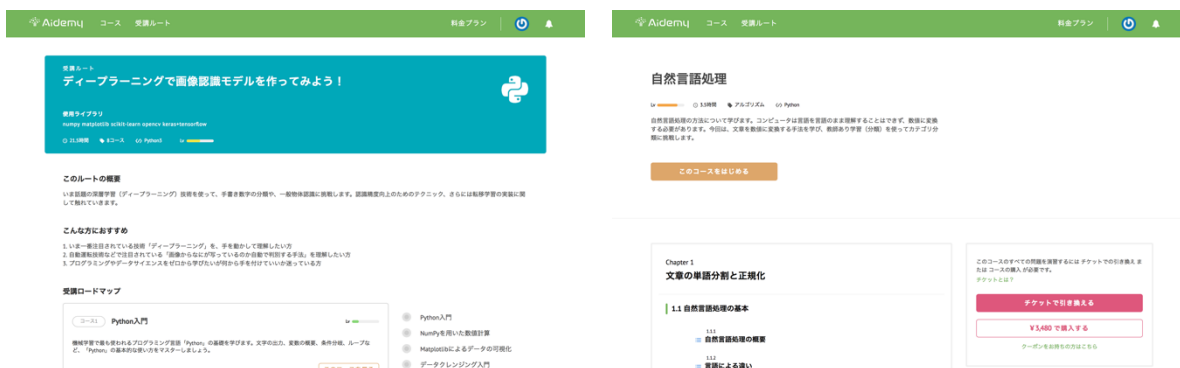 Aidemy コース 受講ルート 料金プラン
受講ルート
ディープラーニングで画像認識モデルを作ってみよう！
使用ライブラリ
numpy matplotlib scikit-learn opencv keras+tensorflow
21.5時間 8コース Python3 Lv
このルートの概要
いま話題の深層学習（ディープラーニング）技術を使って、手書き数字の分類や、一般物体認識に挑戦します。認識精度向上のためのテクニック、さらには転移学習の実装に関
して触れていきます。
こんな方におすすめ
1. いま一番注目されている技術「ディープラーニング」を、手を動かして理解したい方
2. 自動運転技術などで注目されている「画像からなにが写っているのか自動で判別する手法」を理解したい方
3. プログラミングやデータサイエンスをゼロから学びたいが何から手を付けていいか迷っている方
受講ロードマップ
コース1 Python入門 Lv
機械学習で最も使われるプログラミング言語「Python」の基礎を学びます。文字の出力、変数の概要、条件分岐、ループな
ど、「Python」の基本的な使い方をマスターしましょう。
Python入門
NumPyを用いた数値計算
Matplotlibによるデータの可視化
データクレンジング入門
Aidemy コース 受講ルート 料金プラン
自然言語処理
Lv 3.5時間 アルゴリズム Python
自然言語処理の方法について学びます。コンピュータは言語を言語のまま理解することはできず、数値に変換
する必要があります。今回は、文章を数値に変換する手法を学び、教師あり学習（分類）を使ってカテゴリ分
類に挑戦します。
このコースをはじめる
Chapter 1
文章の単語分割と正規化
1.1 自然言語処理の基本
1.1.1
自然言語処理の概要
1.1.2
言語による違い
このコースのすべての問題を演習するには チケットでの引き換え ま
たは コースの購入 が必要です。
チケットとは？
チケットで引き換える
¥3,480 で購入する
クーポンをお持ちの方はこちら